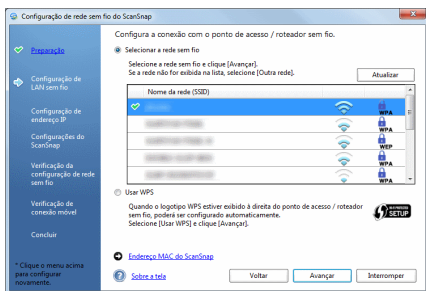 Configuração de rede sem fio do ScanSnap
Configura a conexão com o ponto de acesso / roteador sem fio.
Preparação
Configuração de
LAN sem fio
Configuração de
endereço IP
Configurações do
ScanSnap
Verificação da
configuração de rede
sem fio
Verificação de
conexão móvel
Concluir
* Clique o menu acima
para configurar
novamente.
Selecionar a rede sem fio
Selecione a rede sem fio e clique [Avançar].
Se a rede não for exibida na lista, selecione [Outra rede].
Atualizar
Nome da rede (SSID)
WPA
WPA
WEP
WPA
WPA
Usar WPS
Quando o logotipo WPS estiver exibido à direita do ponto de acesso / roteador
sem fio, poderá ser configurado automaticamente.
Selecione [Usar WPS] e clique [Avançar].
SETUP
Endereço MAC do ScanSnap
Sobre a tela
Voltar
Avançar
Interromper